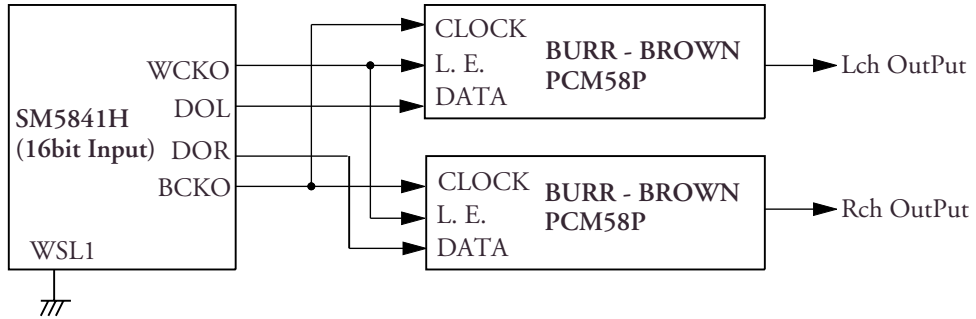 SM5841H
(16bit Input)
WCKO
DOL
DOR
BCKO
WSL1
CLOCK
L. E.
DATA
BURR - BROWN
PCM58P
Lch OutPut
CLOCK
L. E.
DATA
BURR - BROWN
PCM58P
Rch OutPut